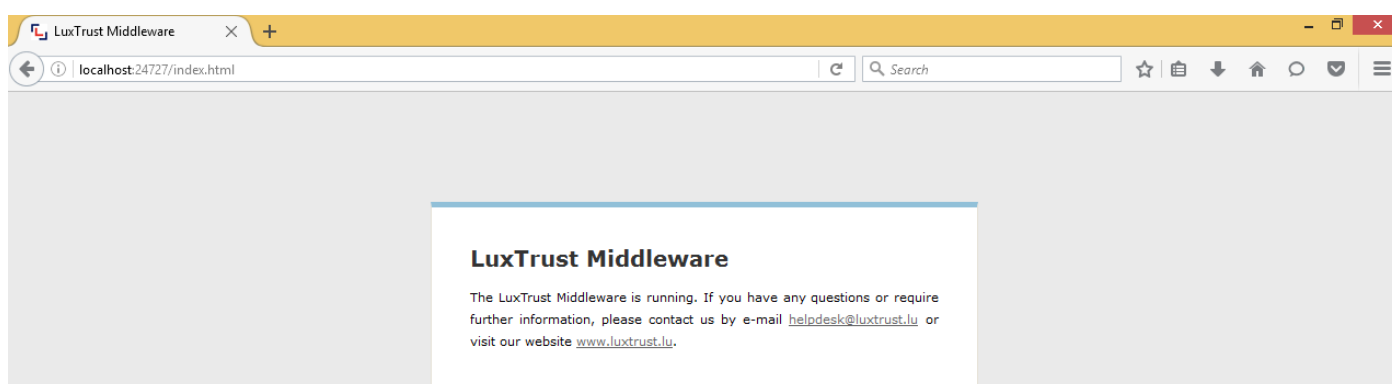 LuxTrust Middleware
localhost:24727/index.html
Search
LuxTrust Middleware
The LuxTrust Middleware is running. If you have any questions or require
further information, please contact us by e-mail helpdesk@luxtrust.lu or
visit our website www.luxtrust.lu.